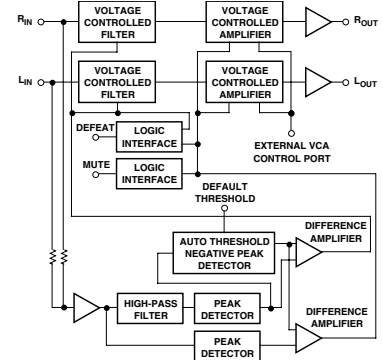 VOLTAGE CONTROLLED FILTER
VOLTAGE CONTROLLED AMPLIFIER
RIN
ROUT
VOLTAGE CONTROLLED FILTER
VOLTAGE CONTROLLED AMPLIFIER
LIN
LOUT
DEFEAT
LOGIC INTERFACE
EXTERNAL VCA CONTROL PORT
MUTE
LOGIC INTERFACE
DEFAULT THRESHOLD
AUTO THRESHOLD NEGATIVE PEAK DETECTOR
DIFFERENCE AMPLIFIER
HIGH-PASS FILTER
PEAK DETECTOR
DIFFERENCE AMPLIFIER
PEAK DETECTOR